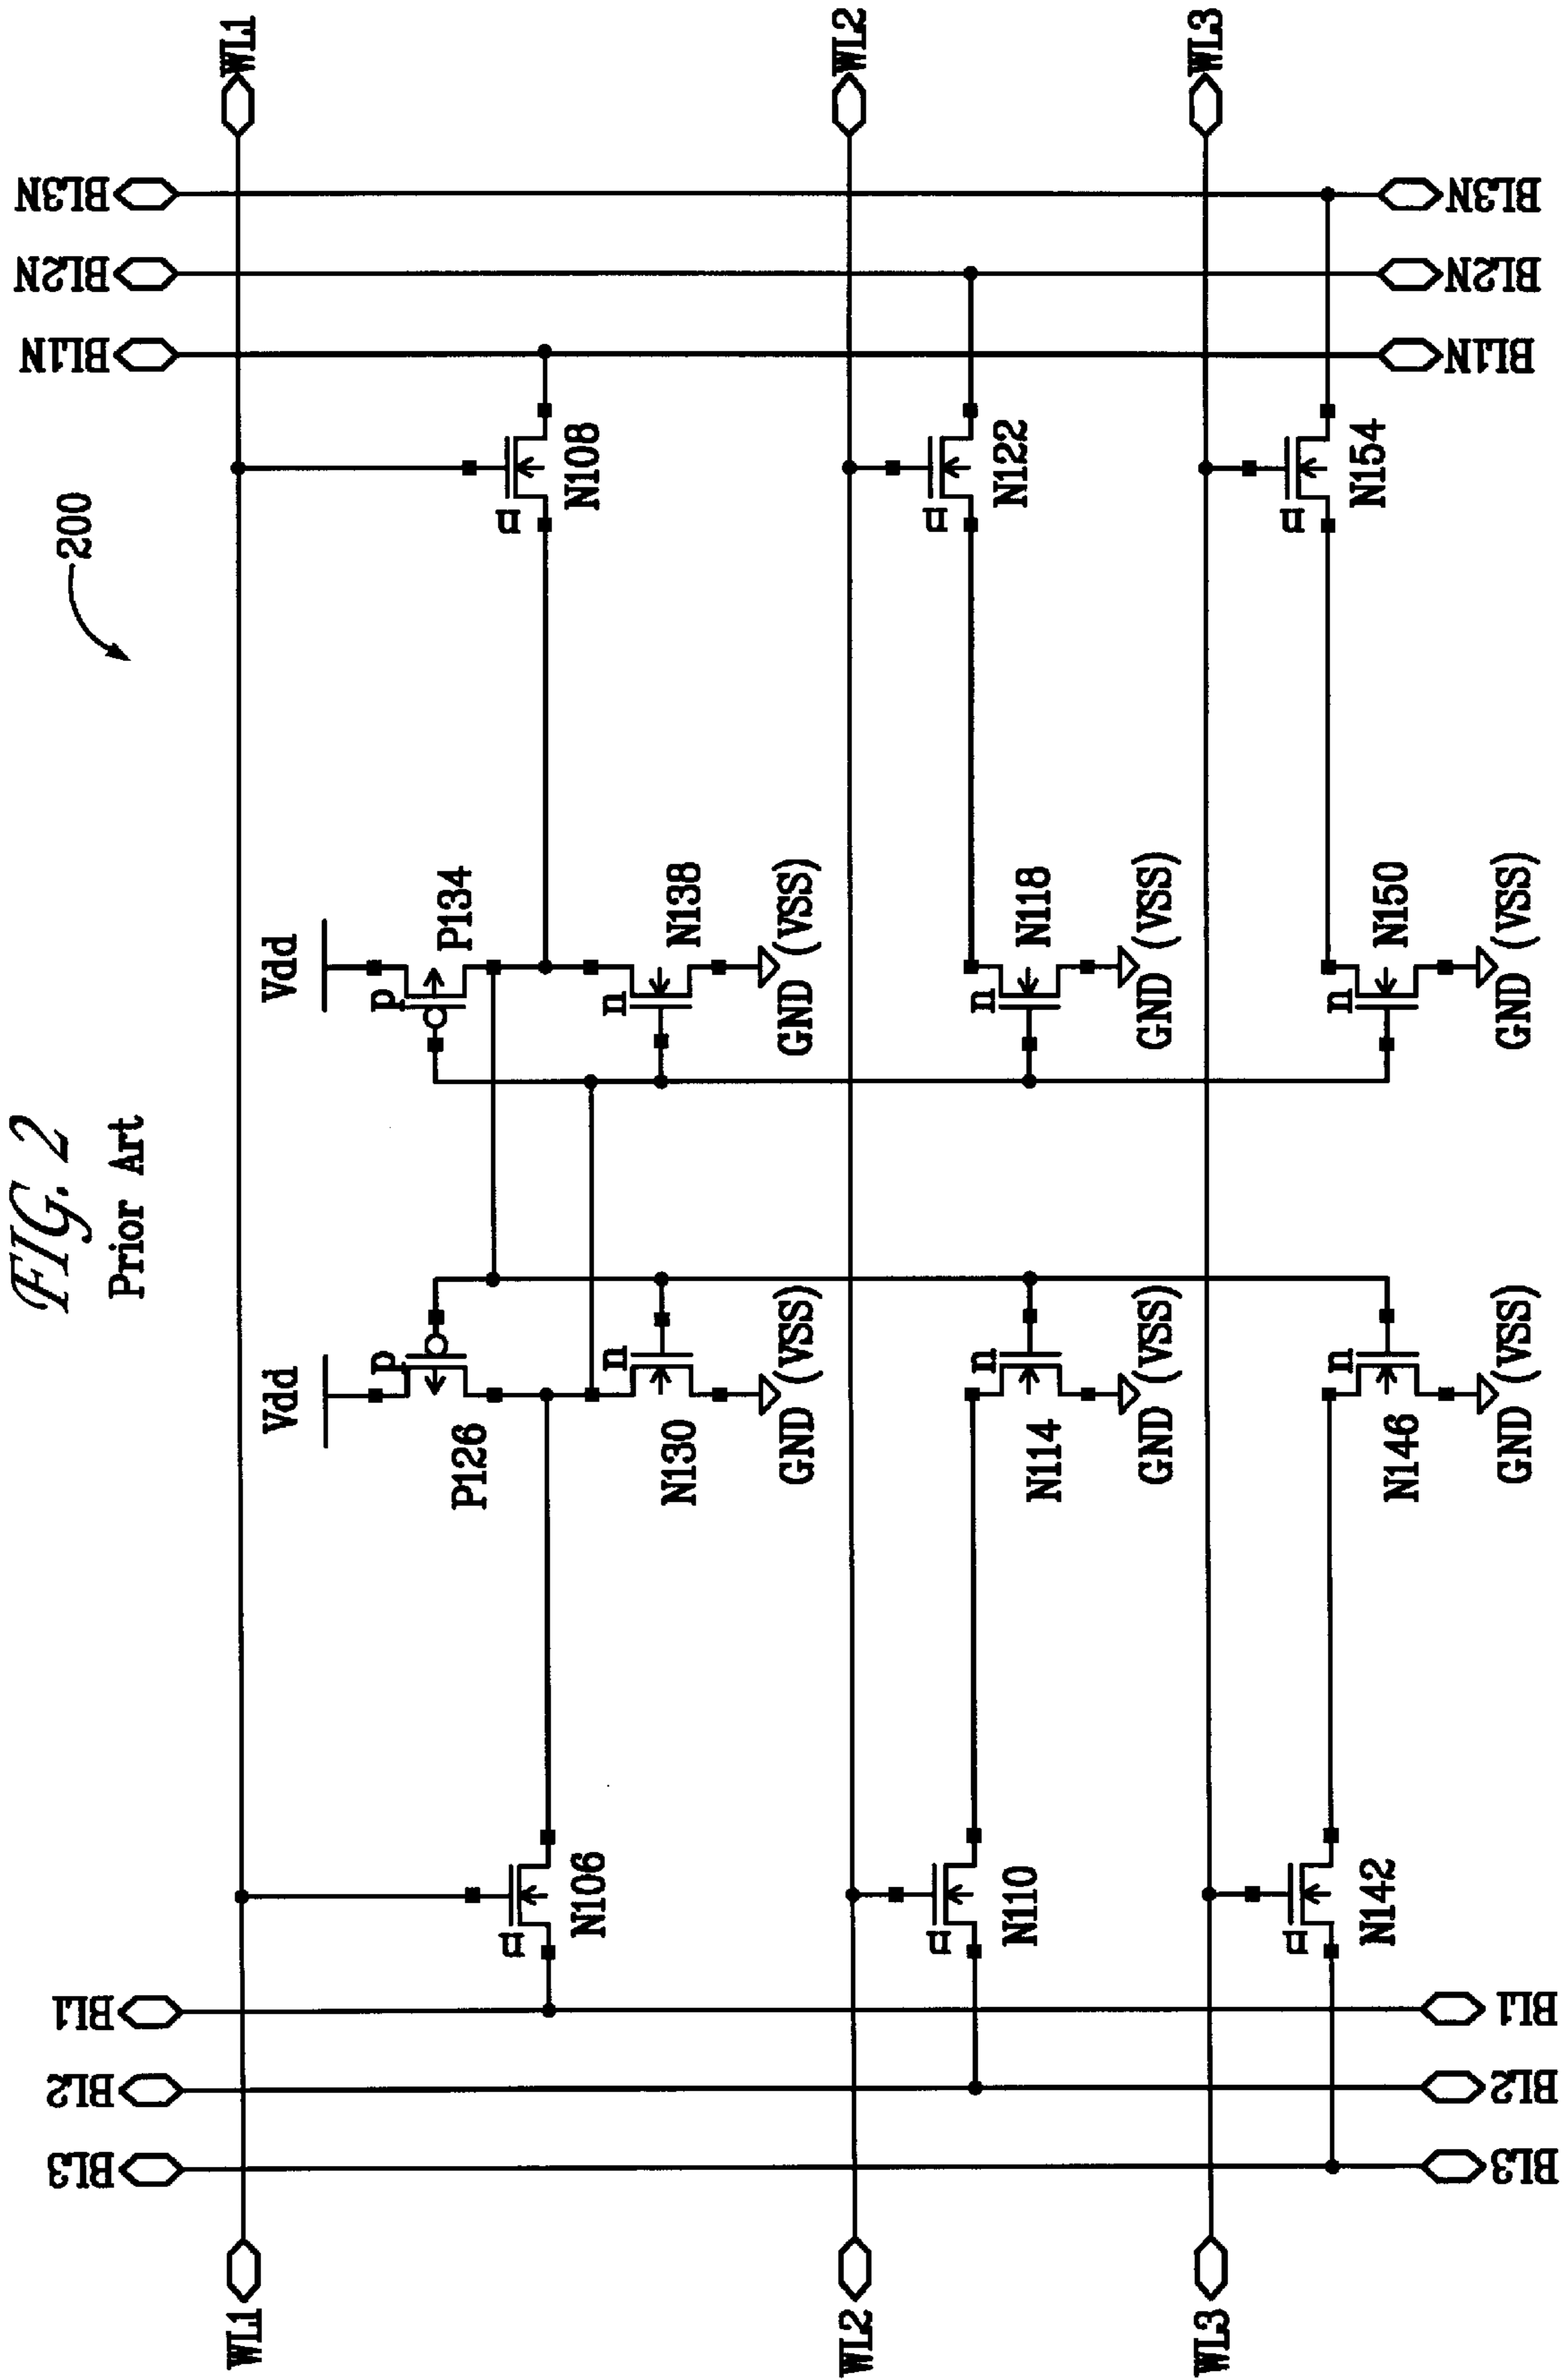 FIG. 2
Prior Art
200
WL1
BL3
BL2
BL1
BL1N
BL2N
BL3N
WL1
Vdd
Vdd
p
p
P126
P134
n
n
N106
n
N130
n
N138
N108
GND (VSS)
GND (VSS)
WL2
WL2
n
n
n
n
N110
N114
N118
N122
GND (VSS)
GND (VSS)
WL3
WL3
n
n
n
n
N142
N146
N150
N154
GND (VSS)
GND (VSS)
BL3
BL2
BL1
BL1N
BL2N
BL3N